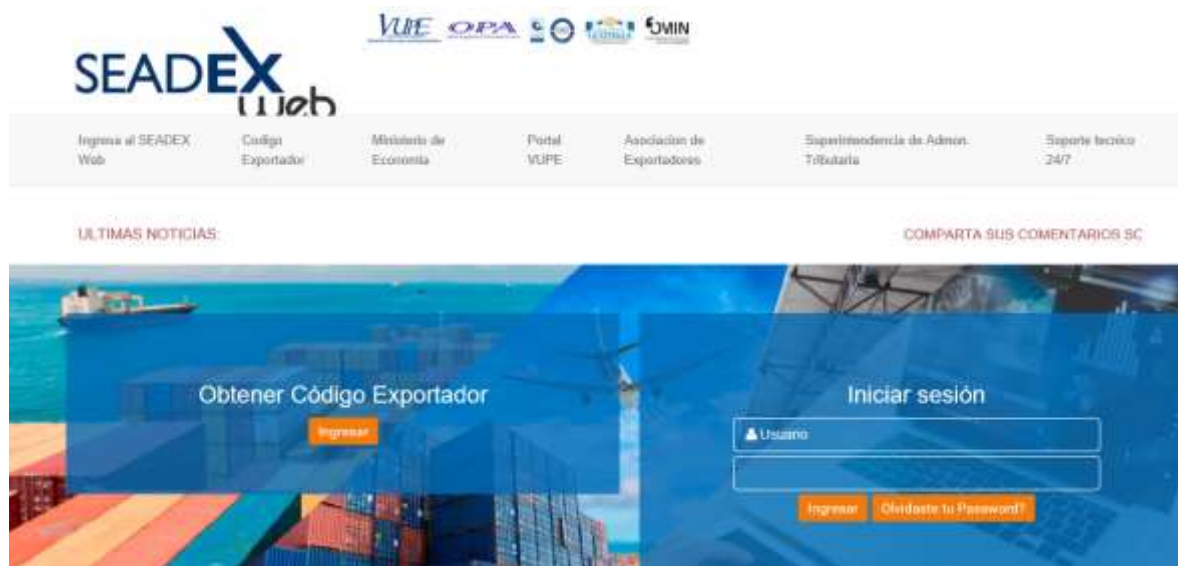 VUPE OPA
SEADEX
Web
Ingresa al SEADEX Web
Codigo Exportador
Ministerio de Economia
Portal VUPE
Asociacion de Exportadores
Superintendencia de Admon. Tributaria
Soporte tecnico 24/7
ULTIMAS NOTICIAS:
COMPARTA SUS COMENTARIOS SC
Obtener Código Exportador
Ingresar
Iniciar sesión
Usuario
Ingresar
Olvidaste tu Password?